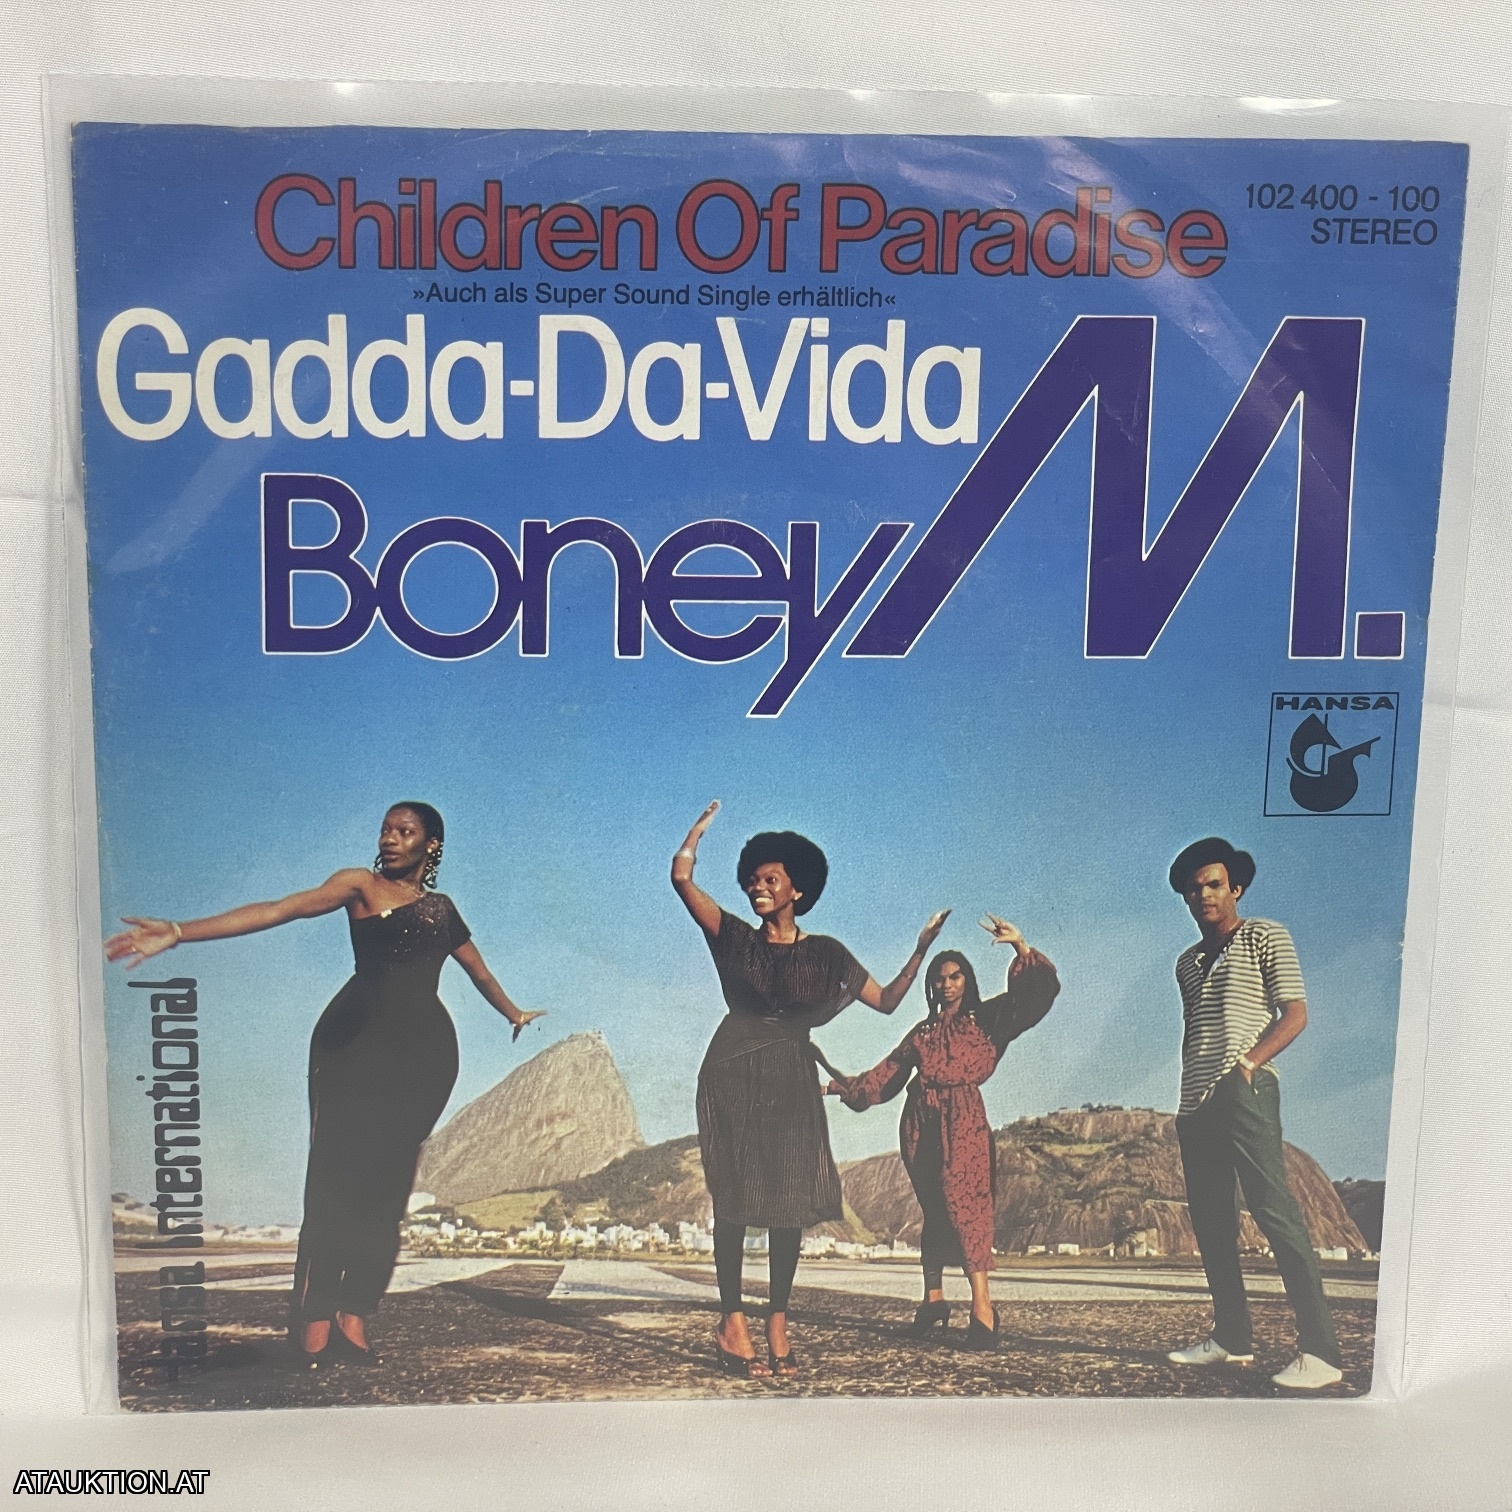 Children Of Paradise
102 400 - 100
STEREO
»Auch als Super Sound Single erhältlich«
Gadda-Da-Vida
Boney M.
HANSA
Hansa International
ATAUKTION.AT